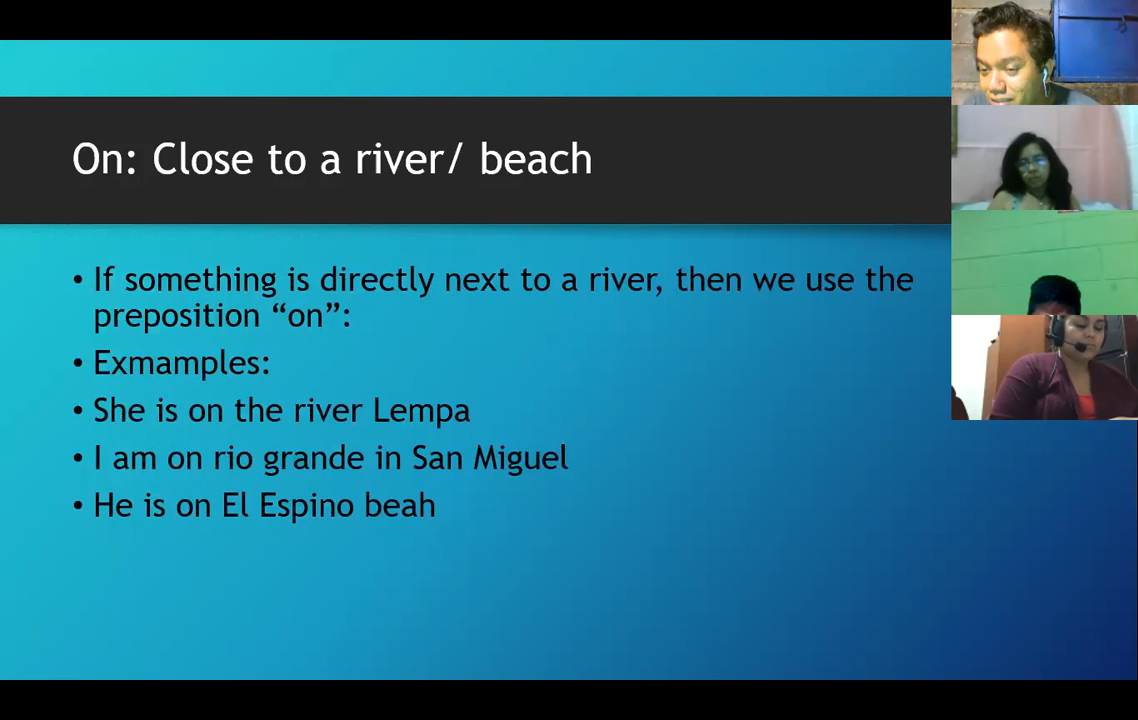 On: Close to a river/ beach
• If something is directly next to a river, then we use the
preposition “on”:
• Exmamples:
• She is on the river Lempa
• I am on rio grande in San Miguel
• He is on El Espino beah